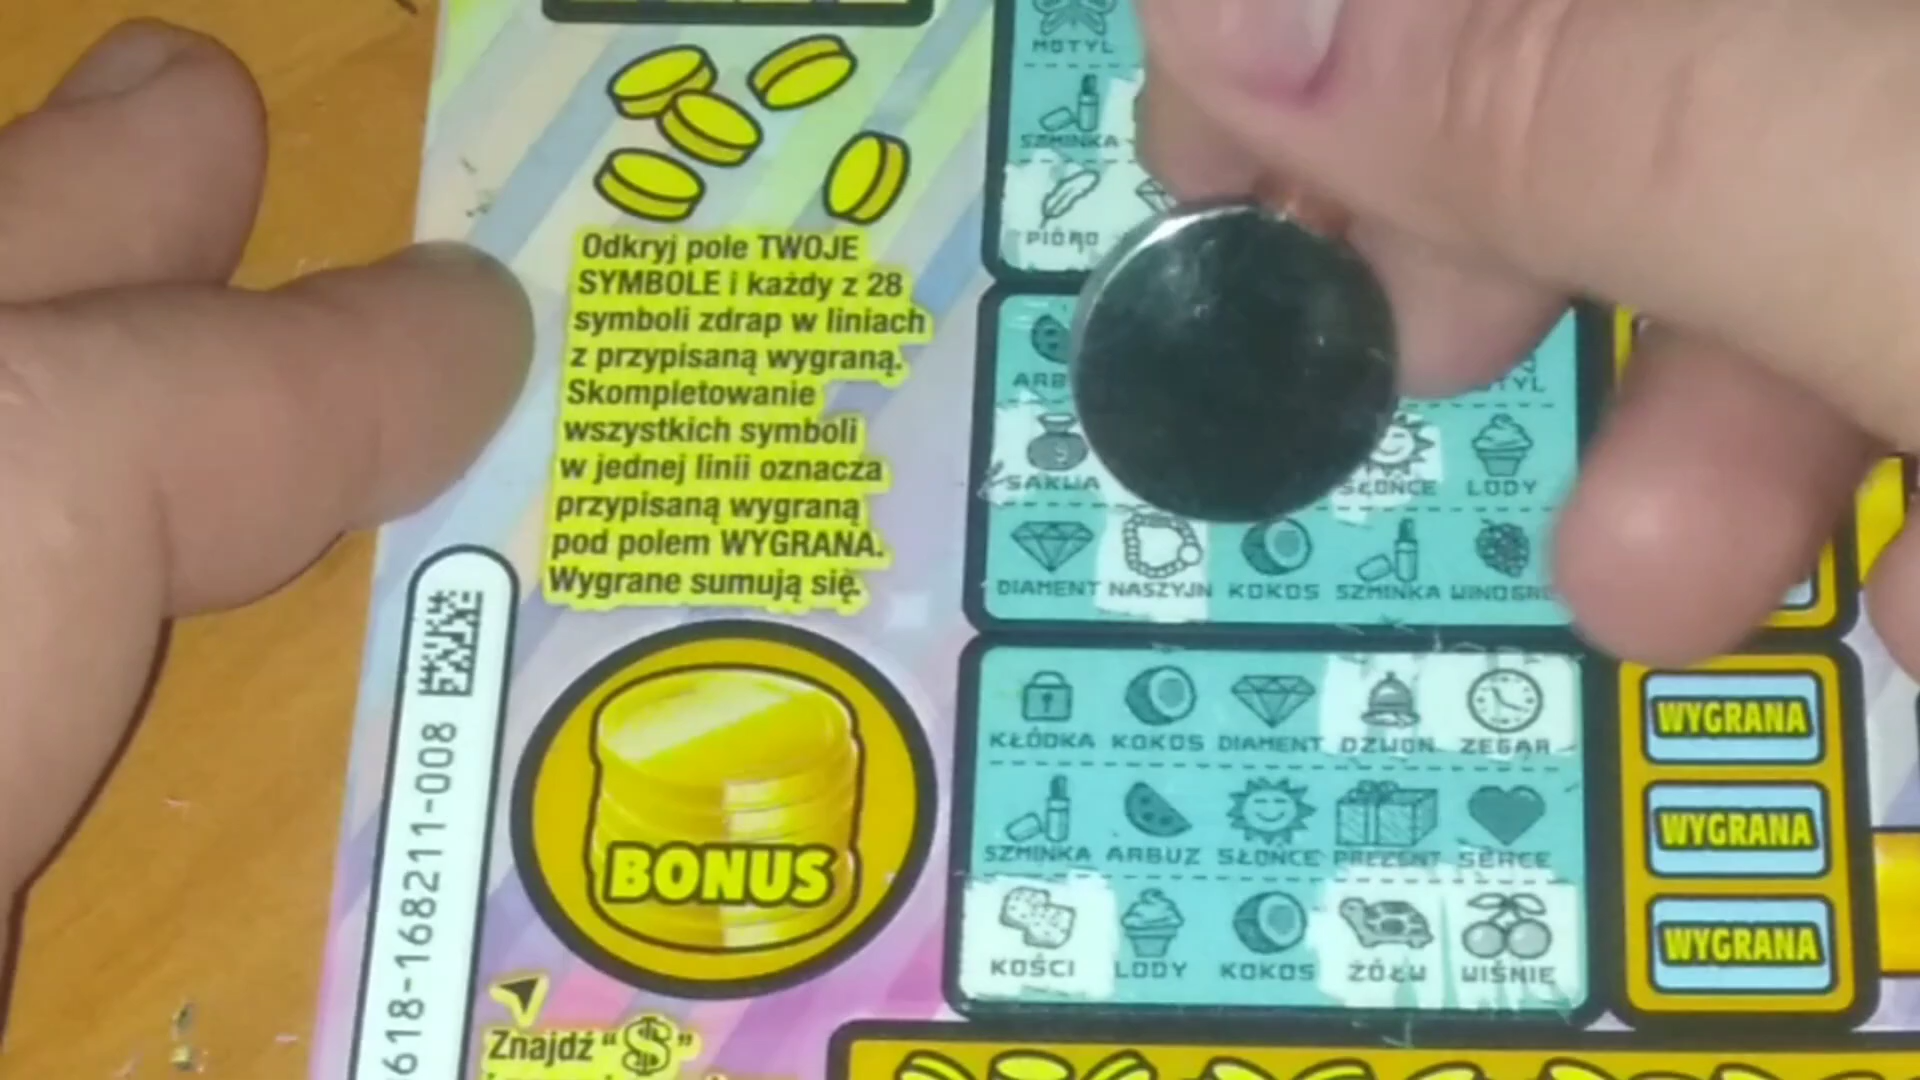 Odkryj pole TWOJE
SYMBOLE i każdy z 28
symboli zdrap w liniach
z przypisaną wygraną.
Skompletowanie
wszystkich symboli
w jednej linii oznacza
przypisaną wygraną
pod polem WYGRANA.
Wygrane sumują się.
BONUS
Znajdź "$"
618-168211-008
MOTYL
SZMINKA
PIÓRO
SAKWA SŁOŃCE LODY
DIAMENT NASZYJN KOKOS SZMINKA
KŁÓDKA KOKOS DIAMENT DZWON ZEGAR
SZMINKA ARBUZ SŁOŃCE PREZENT SERCE
KOŚCI LODY KOKOS ŻÓŁW WIŚNIE
WYGRANA
WYGRANA
WYGRANA